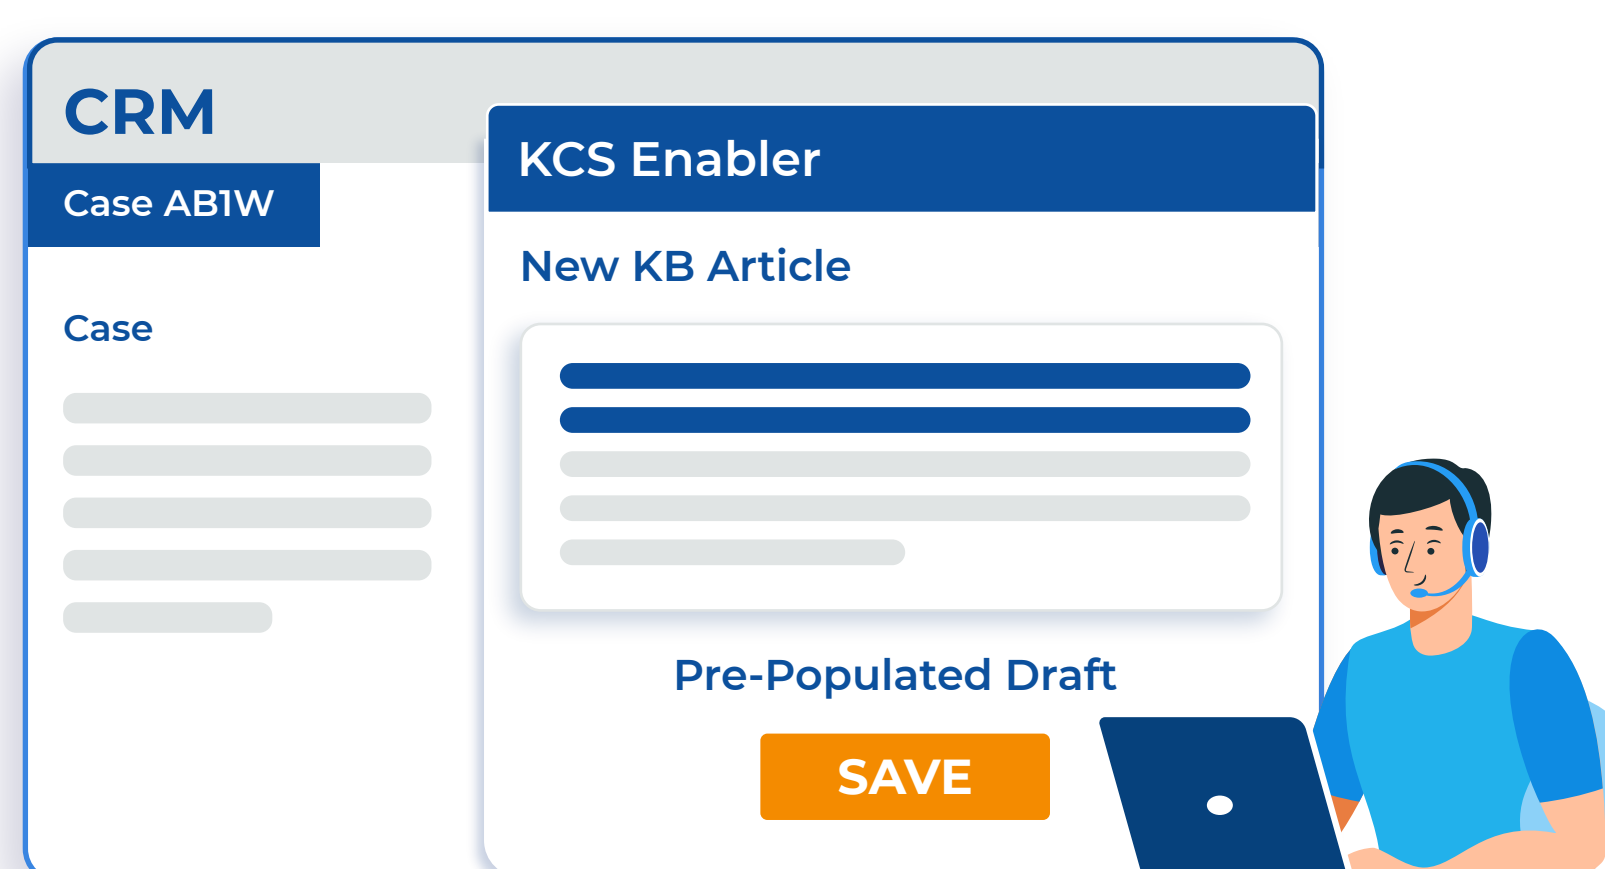 CRM
Case AB1W
Case
KCS Enabler
New KB Article
Pre-Populated Draft
SAVE